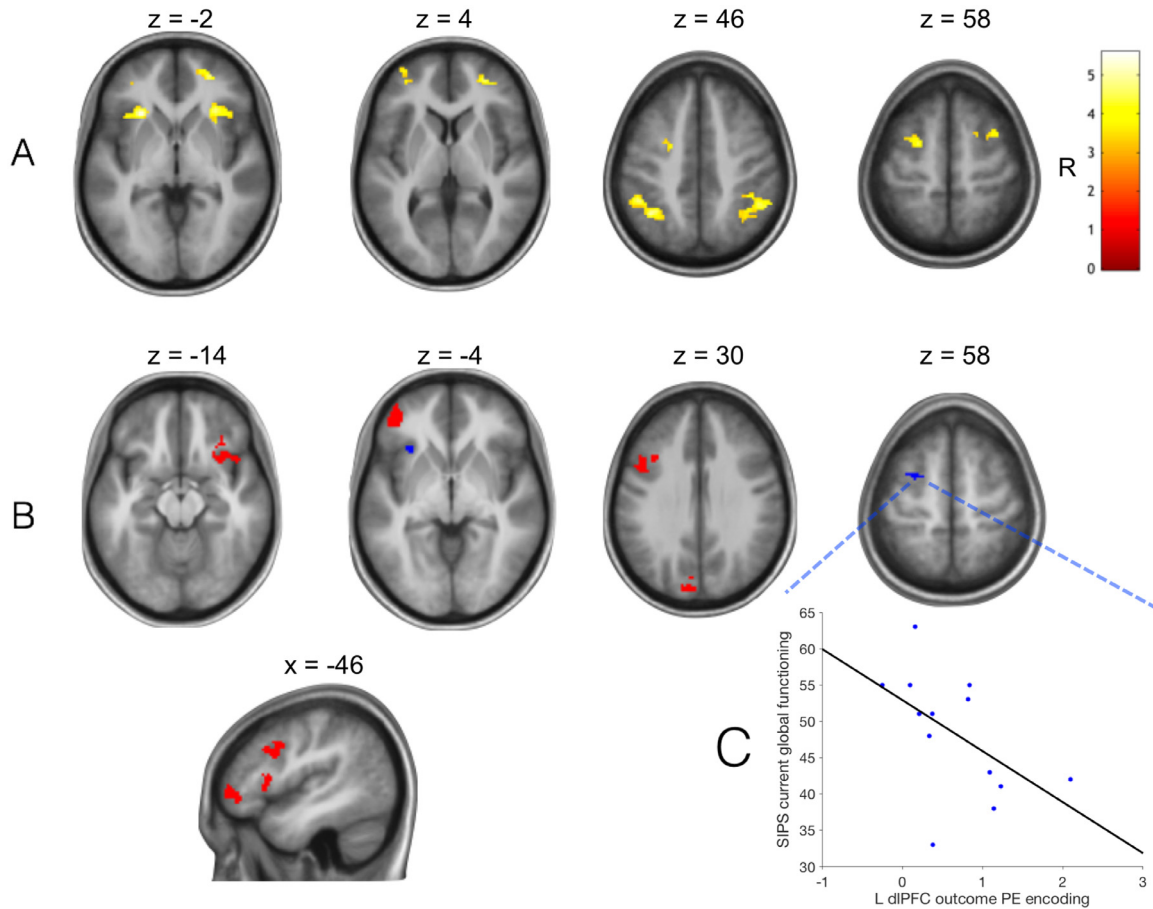 z = -2
z = 4
z = 46
z = 58
A
R
5
4
3
2
1
0
z = -14
z = -4
z = 30
z = 58
B
x = -46
C
SIPS current global functioning
65
60
55
50
45
40
35
30
-1
0
1
2
3
L dlPFC outcome PE encoding